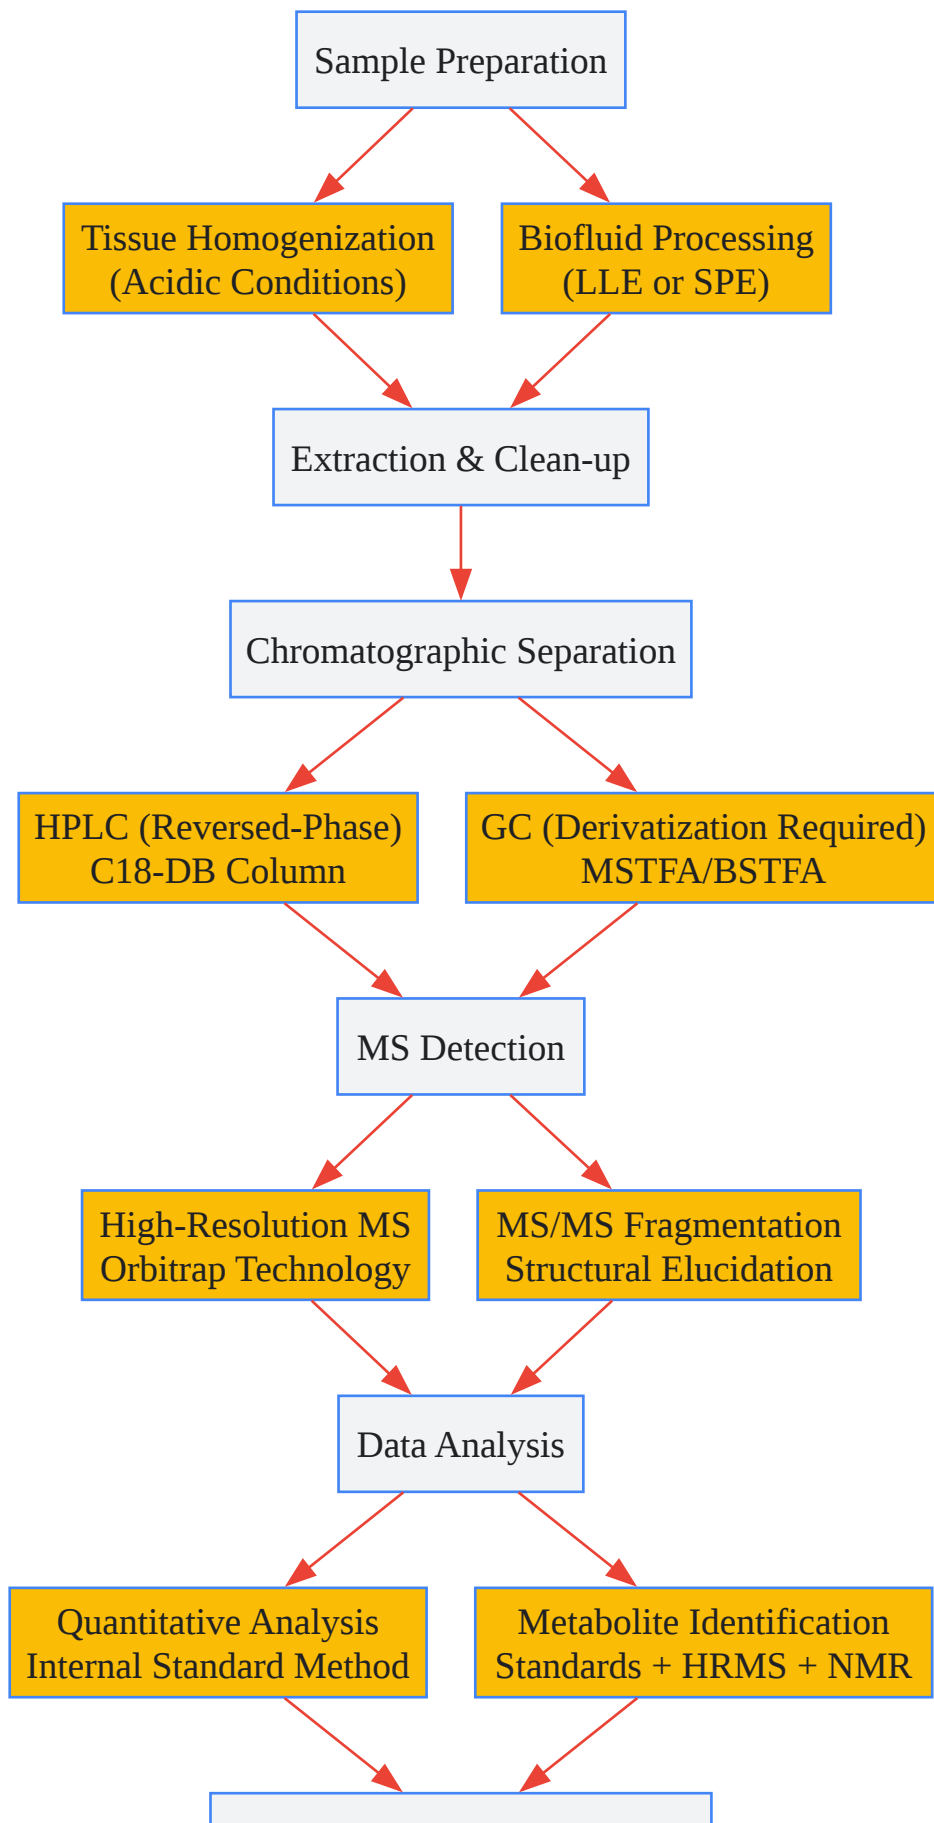 Sample Preparation
Tissue Homogenization
(Acidic Conditions)
Biofluid Processing
(LLE or SPE)
Extraction & Clean-up
Chromatographic Separation
HPLC (Reversed-Phase)
C18-DB Column
GC (Derivatization Required)
MSTFA/BSTFA
MS Detection
High-Resolution MS
Orbitrap Technology
MS/MS Fragmentation
Structural Elucidation
Data Analysis
Quantitative Analysis
Internal Standard Method
Metabolite Identification
Standards + HRMS + NMR